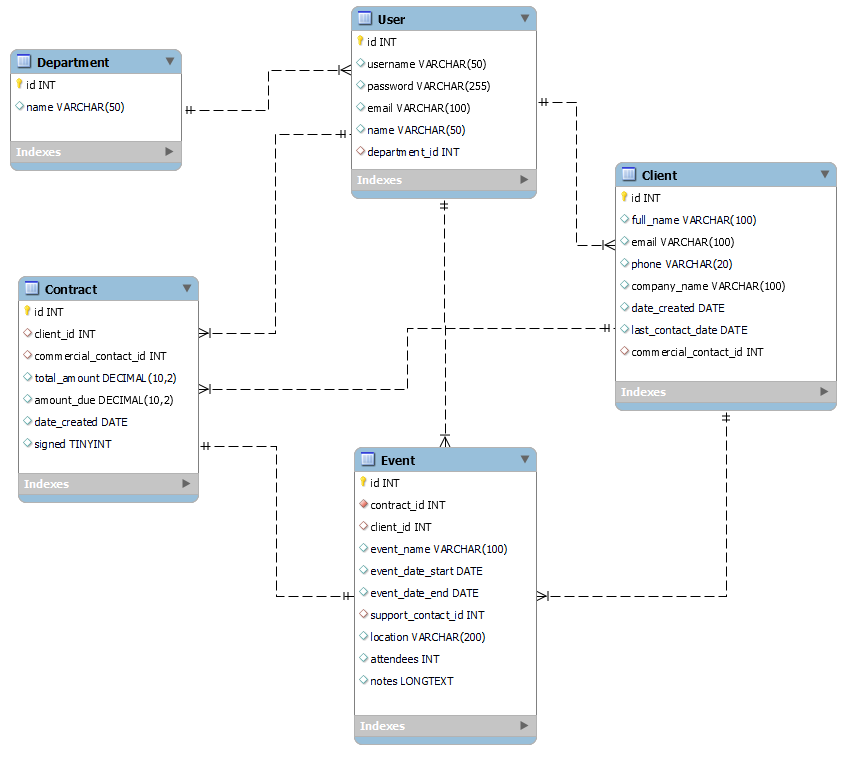 User
id INT
username VARCHAR(50)
password VARCHAR(255)
email VARCHAR(100)
name VARCHAR(50)
department_id INT
Indexes
Department
id INT
name VARCHAR(50)
Indexes
Client
id INT
full_name VARCHAR(100)
email VARCHAR(100)
phone VARCHAR(20)
company_name VARCHAR(100)
date_created DATE
last_contact_date DATE
commercial_contact_id INT
Indexes
Contract
id INT
client_id INT
commercial_contact_id INT
total_amount DECIMAL(10,2)
amount_due DECIMAL(10,2)
date_created DATE
signed TINYINT
Indexes
Event
id INT
contract_id INT
client_id INT
event_name VARCHAR(100)
event_date_start DATE
event_date_end DATE
support_contact_id INT
location VARCHAR(200)
attendees INT
notes LONGTEXT
Indexes